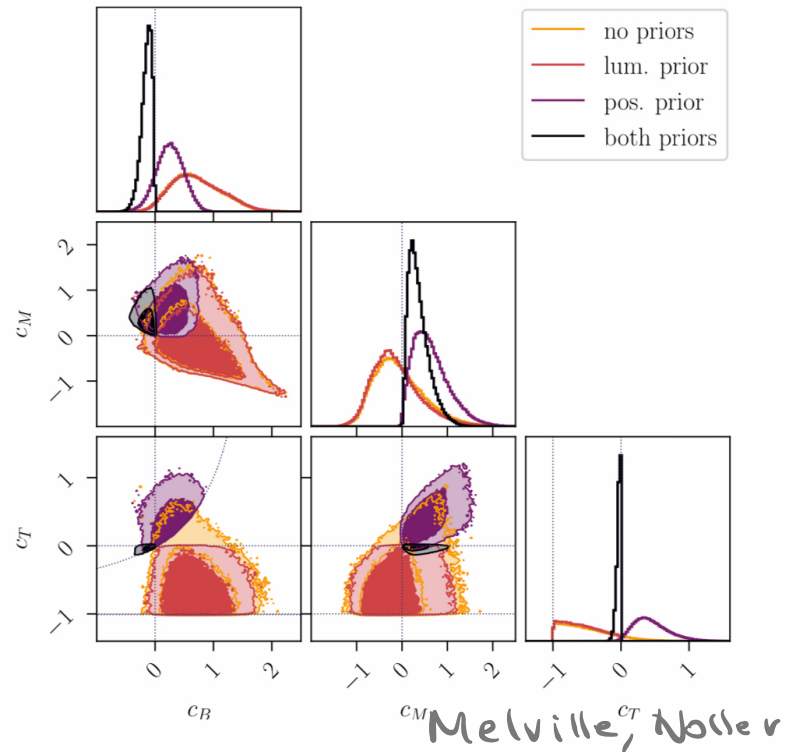 no priors
lum. prior
pos. prior
both priors
2
1
0
−1
c_M
1
0
−1
c_T
0
1
2
c_B
−1
0
1
2
c_M
−1
0
1
c_T
Melville, Noller